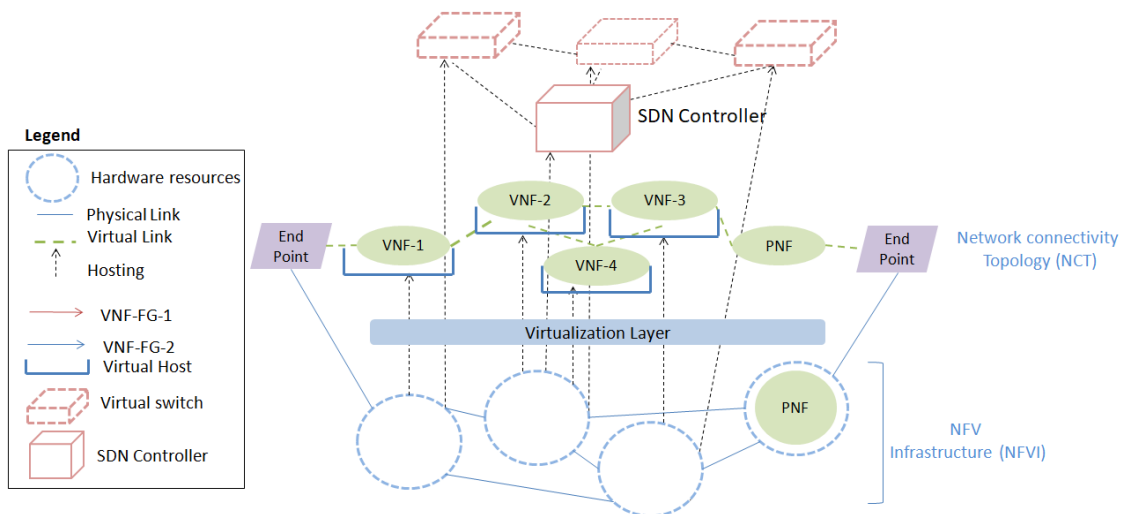 SDN Controller
Legend
Hardware resources
Physical Link
Virtual Link
Hosting
VNF-FG-1
VNF-FG-2
Virtual Host
Virtual switch
SDN Controller
End
Point
VNF-1
VNF-2
VNF-3
VNF-4
PNF
End
Point
Network connectivity
Topology (NCT)
Virtualization Layer
PNF
NFV
Infrastructure (NFVI)